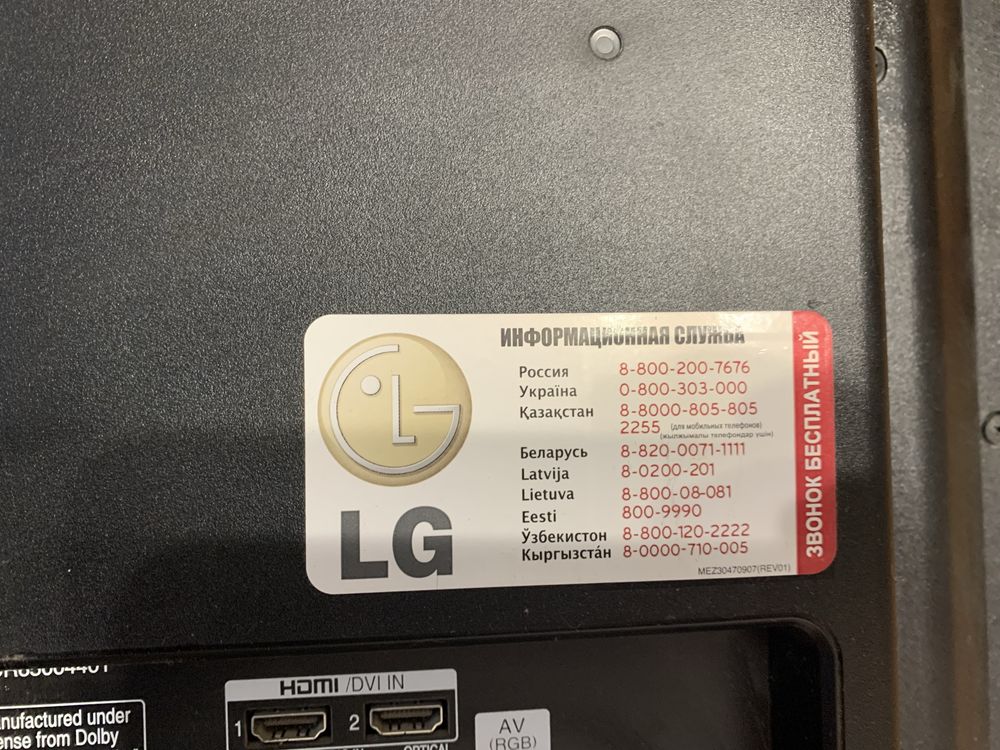 ИНФОРМАЦИОННАЯ СЛУЖБА
Россия 8-800-200-7676
Україна 0-800-303-000
Қазақстан 8-8000-805-805
2255 (для мобильных телефонов)
(жылжымалы телефондар үшін)
Беларусь 8-820-0071-1111
Latvija 8-0200-201
Lietuva 8-800-08-081
Eesti 800-9990
Ўзбекистон 8-800-120-2222
Кыргызстáн 8-0000-710-005
MEZ30470907(REV01)
ЗВОНОК БЕСПЛАТНЫЙ
LG
HDMI /DVI IN
1 2
AV
(RGB)
OPTICAL
nufactured under
ense from Dolby